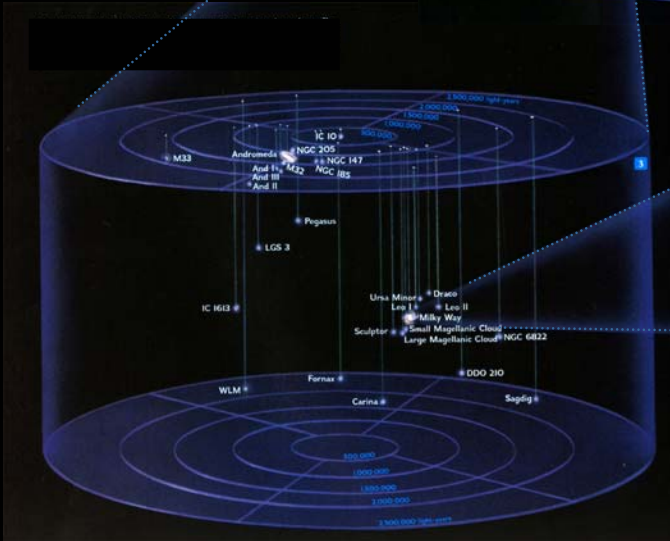 2,500,000 light-years
2,000,000
1,500,000
1,000,000
500,000
IC 10
NGC 205
Andromeda
M33
M32
NGC 147
NGC 185
And I
And III
And II
3
Pegasus
LGS 3
Draco
Ursa Minor
Leo I
Leo II
IC 1613
Milky Way
Small Magellanic Cloud
Sculptor
Large Magellanic Cloud
NGC 6822
DDO 210
Fornax
WLM
Carina
Sagdig
500,000
1,000,000
1,500,000
2,000,000
2,500,000 light-years